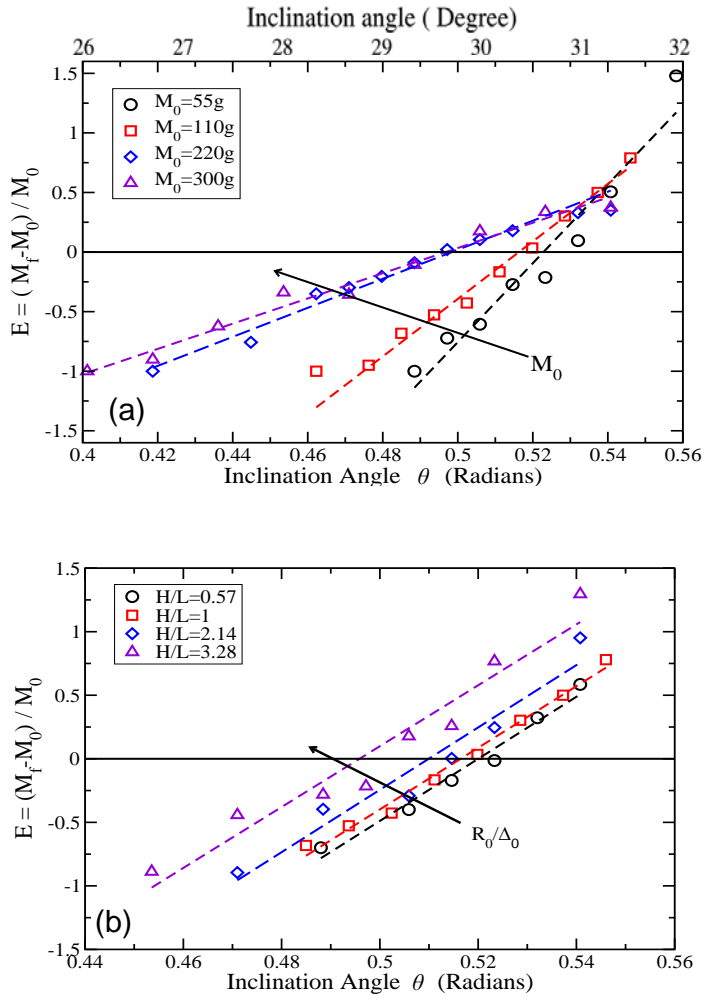 Inclination angle ( Degree)
26 27 28 29 30 31 32
1.5
1
0.5
0
-0.5
-1
-1.5
E = ( M_f-M_0) / M_0
M_0=55g
M_0=110g
M_0=220g
M_0=300g
M_0
(a)
0.4 0.42 0.44 0.46 0.48 0.5 0.52 0.54 0.56
Inclination Angle θ (Radians)
1.5
1
0.5
0
-0.5
-1
-1.5
E = (M_f-M_0) / M_0
H/L=0.57
H/L=1
H/L=2.14
H/L=3.28
R_0/Δ_0
(b)
0.44 0.46 0.48 0.5 0.52 0.54 0.56
Inclination Angle θ (Radians)